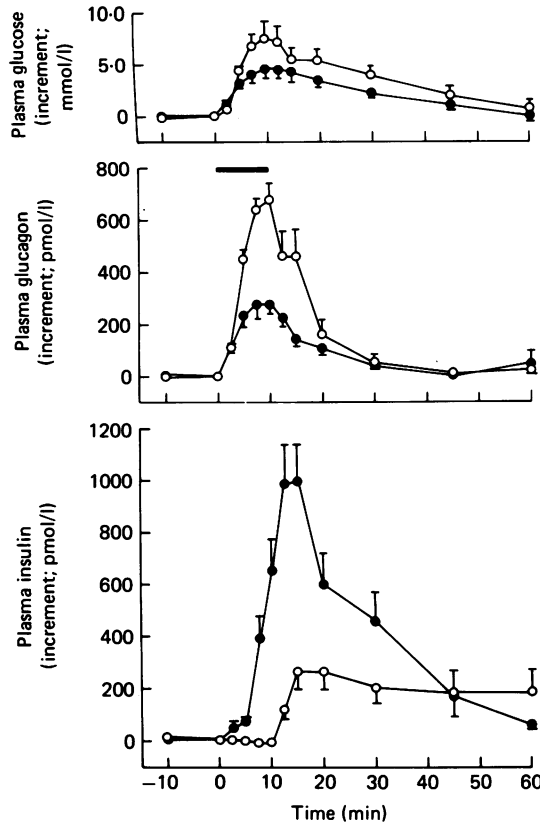 Plasma glucose
(increment;
mmol/l)
10·0
5·0
0
Plasma glucagon
(increment; pmol/l)
800
600
400
200
0
Plasma insulin
(increment; pmol/l)
1200
1000
800
600
400
200
0
−10 0 10 20 30 40 50 60
Time (min)